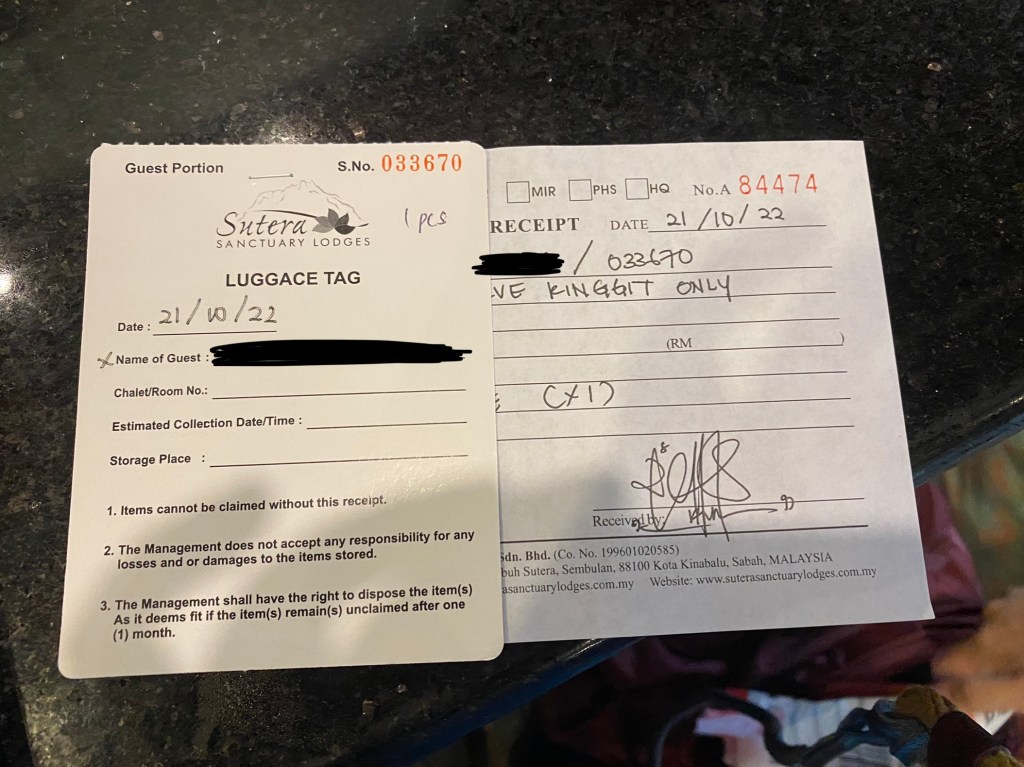 Guest Portion
S.No. 033670
Sutera
SANCTUARY LODGES
1 pcs
LUGGACE TAG
Date : 21/10/22
Name of Guest :
Chalet/Room No.:
Estimated Collection Date/Time :
Storage Place :
1. Items cannot be claimed without this receipt.
2. The Management does not accept any responsibility for any
losses and or damages to the items stored.
3. The Management shall have the right to dispose the item(s)
As it deems fit if the item(s) remain(s) unclaimed after one
(1) month.
MIR PHS HQ No.A 84474
RECEIPT DATE 21/10/22
/ 033670
VE RINGGIT ONLY
(RM )
(X1)
Received by:
Sdn. Bhd. (Co. No. 199601020585)
buh Sutera, Sembulan, 88100 Kota Kinabalu, Sabah, MALAYSIA
asanctuarylodges.com.my Website: www.suterasanctuarylodges.com.my